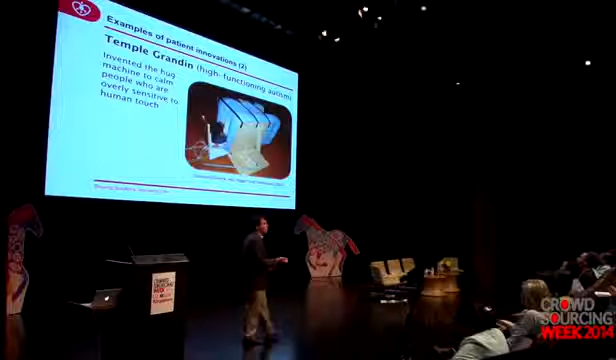 Examples of patient innovations (2)
Temple Grandin (high-functioning autism)
Invented the hug
machine to calm
people who are
overly sensitive to
human touch
CROWD
SOURCING
WEEK 2014